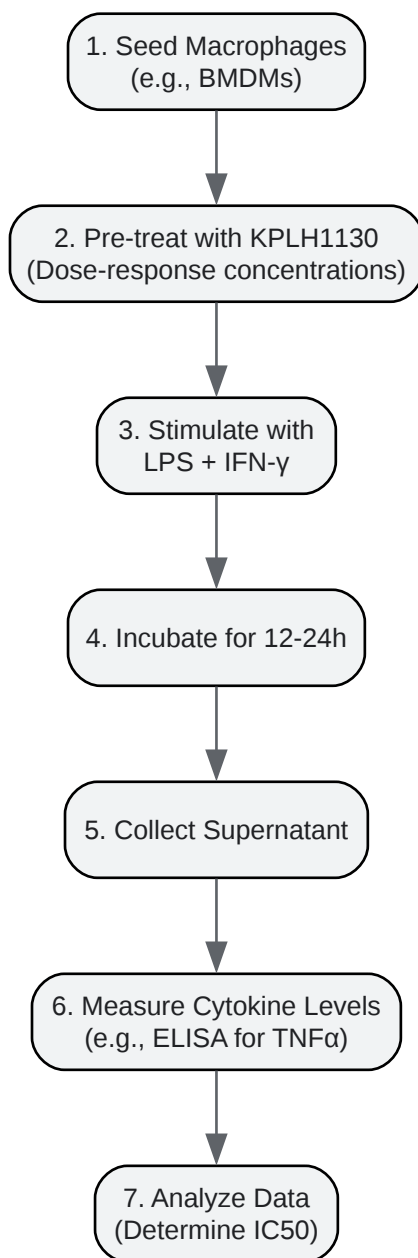 1. Seed Macrophages
(e.g., BMDMs)
2. Pre-treat with KPLH1130
(Dose-response concentrations)
3. Stimulate with
LPS + IFN-γ
4. Incubate for 12-24h
5. Collect Supernatant
6. Measure Cytokine Levels
(e.g., ELISA for TNFα)
7. Analyze Data
(Determine IC50)